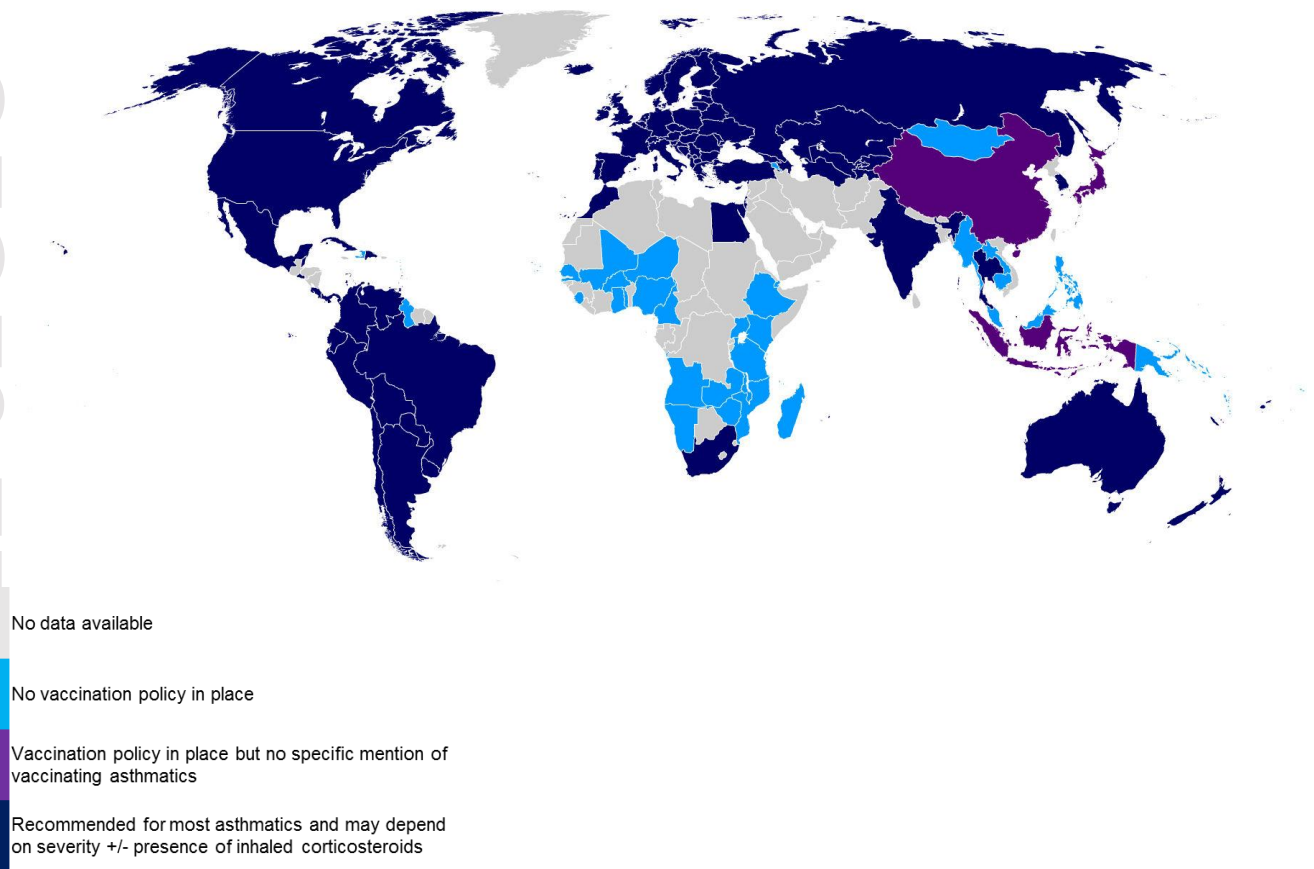 No data available
No vaccination policy in place
Vaccination policy in place but no specific mention of
vaccinating asthmatics
Recommended for most asthmatics and may depend
on severity +/- presence of inhaled corticosteroids